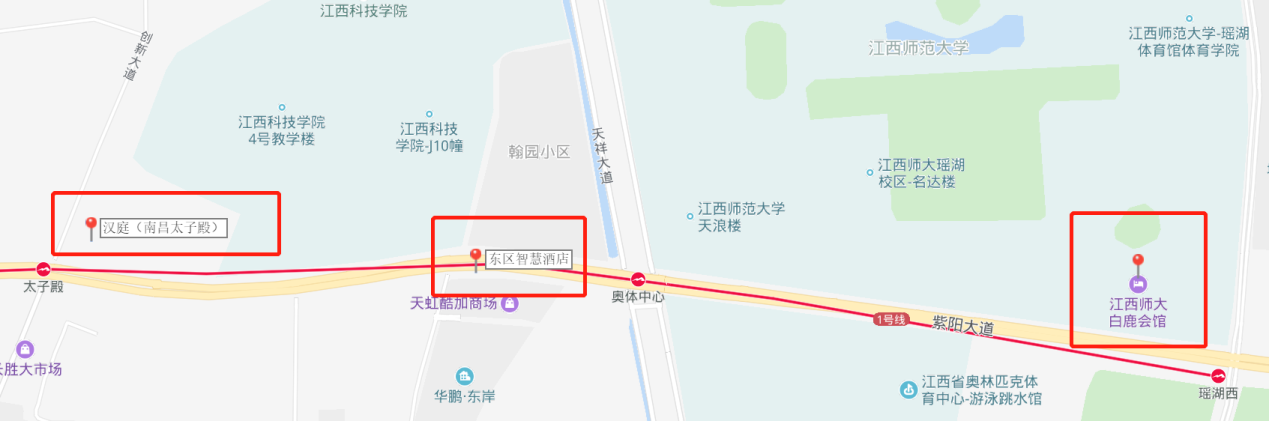 江西科技学院
创新大道
江西科技学院
4号教学楼
江西科技
学院-J10幢
翰园小区
天祥大道
江西师范大学
江西师范大学-瑶湖
体育馆体育学院
江西师大瑶湖
校区-名达楼
江西师范大学
天浪楼
汉庭（南昌太子殿）
东区智慧酒店
太子殿
奥体中心
天虹酷加商场
江西师大
白鹿会馆
1号线
紫阳大道
长胜大市场
华鹏·东岸
江西省奥林匹克体
育中心-游泳跳水馆
瑶湖西